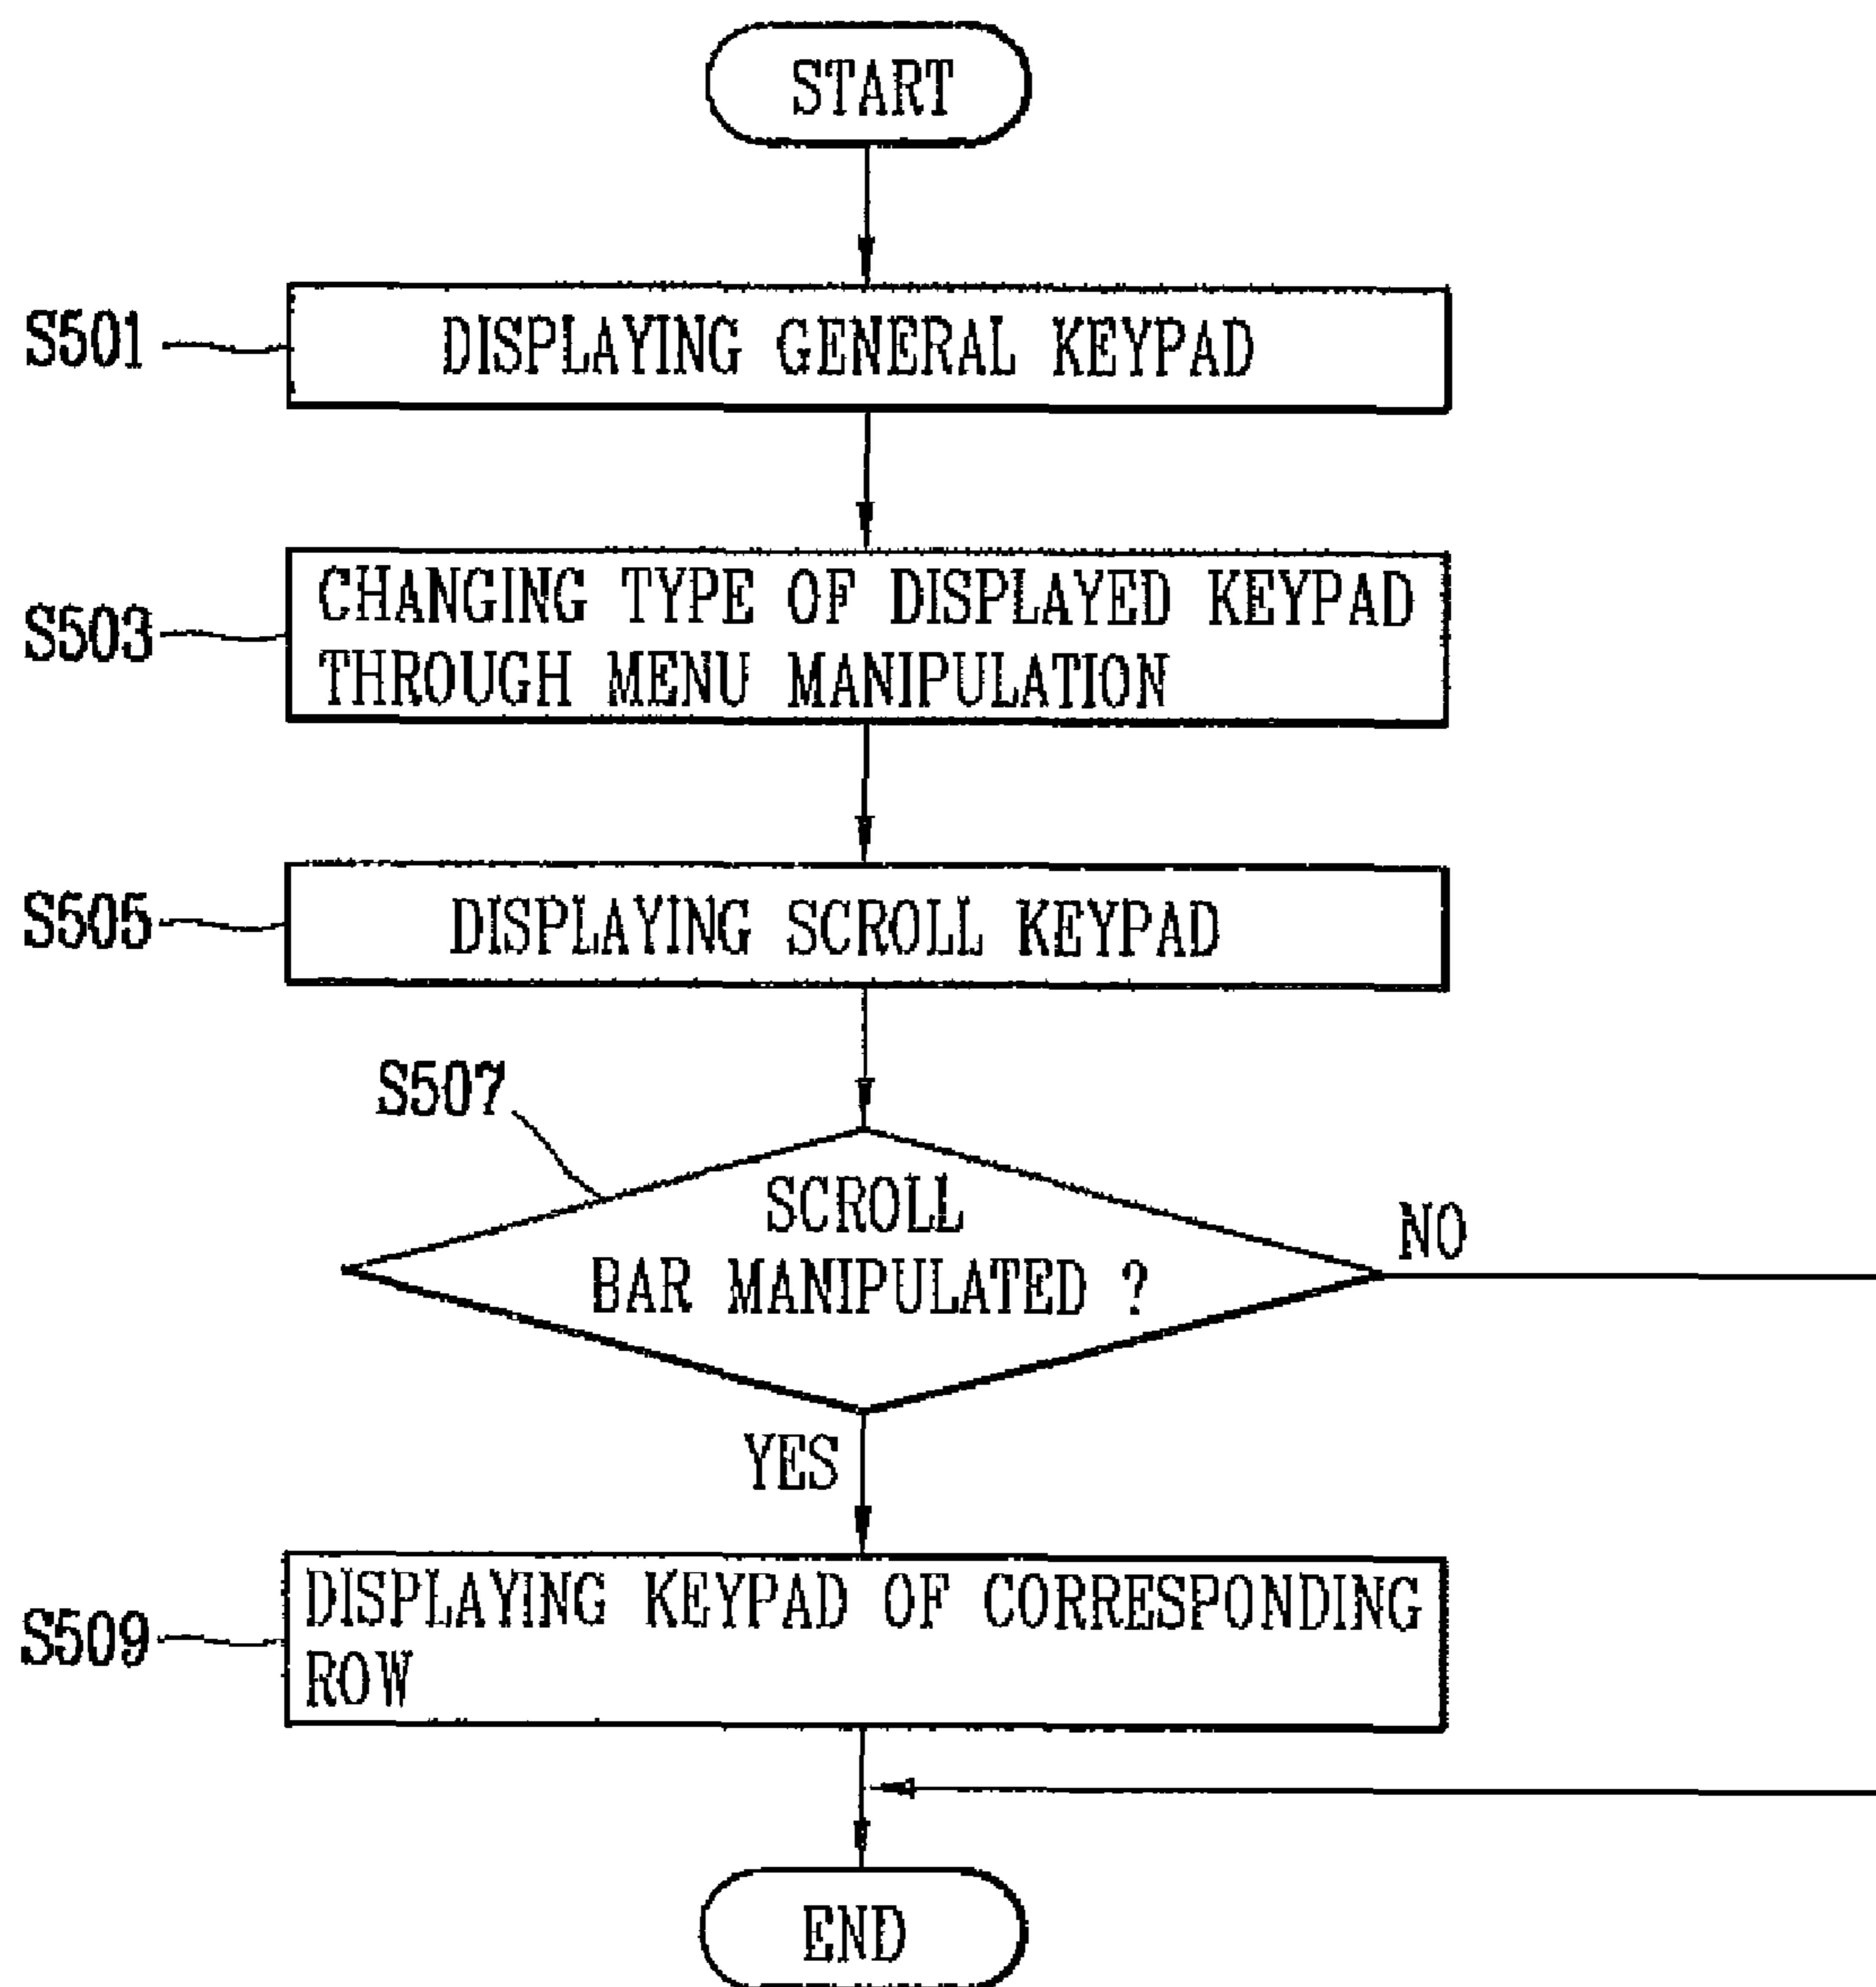 START
S501
DISPLAYING GENERAL KEYPAD
S503
CHANGING TYPE OF DISPLAYED KEYPAD
THROUGH MENU MANIPULATION
S505
DISPLAYING SCROLL KEYPAD
S507
SCROLL
BAR MANIPULATED ?
NO
YES
S509
DISPLAYING KEYPAD OF CORRESPONDING
ROW
END